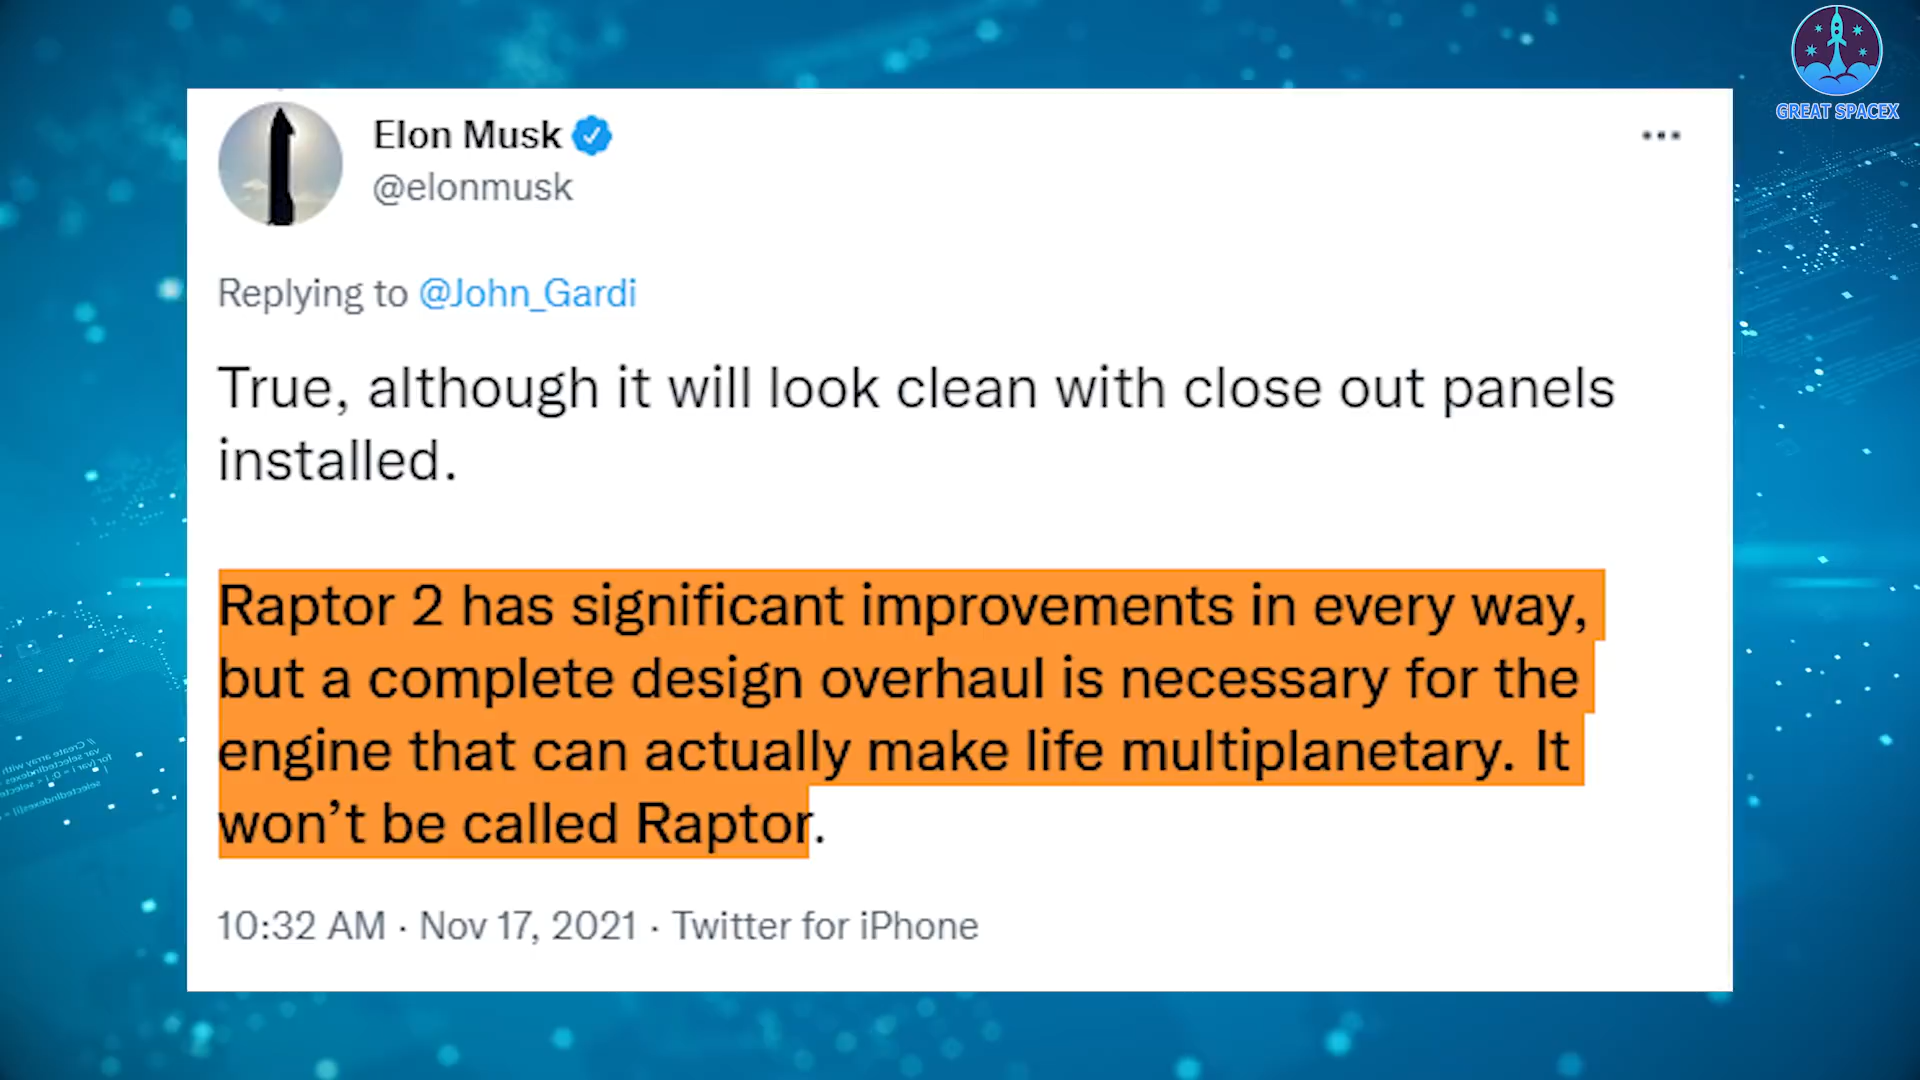 GREAT SPACEX
Elon Musk
@elonmusk
Replying to @John_Gardi
True, although it will look clean with close out panels
installed.
Raptor 2 has significant improvements in every way,
but a complete design overhaul is necessary for the
engine that can actually make life multiplanetary. It
won’t be called Raptor.
10:32 AM · Nov 17, 2021 · Twitter for iPhone